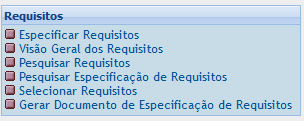 Requisitos
Especificar Requisitos
Visão Geral dos Requisitos
Pesquisar Requisitos
Pesquisar Especificação de Requisitos
Selecionar Requisitos
Gerar Documento de Especificação de Requisitos